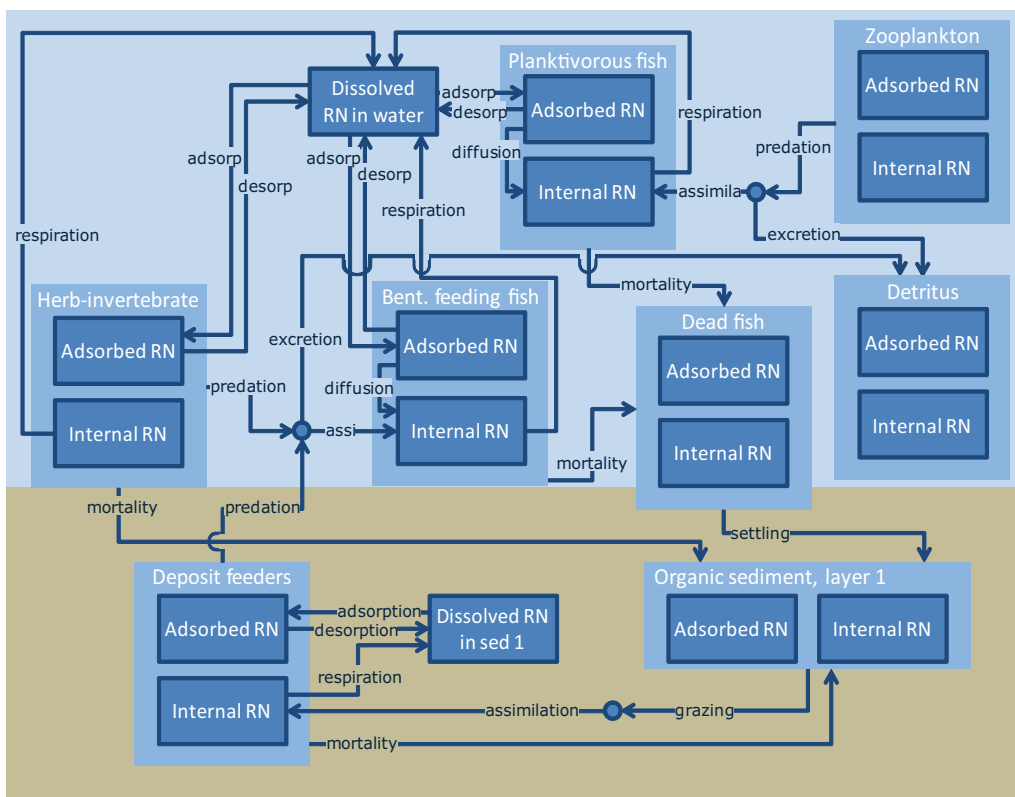 Zooplankton
Adsorbed RN
Internal RN
Planktivorous fish
Adsorbed RN
Internal RN
Dissolved
RN in water
adsorp
desorp
diffusion
respiration
predation
assimila
excretion
adsorp
desorp
adsorp
desorp
respiration
respiration
mortality
Herb-invertebrate
Adsorbed RN
Internal RN
excretion
predation
assi
Bent. feeding fish
Adsorbed RN
diffusion
Internal RN
mortality
Dead fish
Adsorbed RN
Internal RN
Detritus
Adsorbed RN
Internal RN
mortality
predation
settling
Deposit feeders
Adsorbed RN
Internal RN
adsorption
desorption
respiration
Dissolved RN
in sed 1
Organic sediment, layer 1
Adsorbed RN
Internal RN
assimilation
grazing
mortality